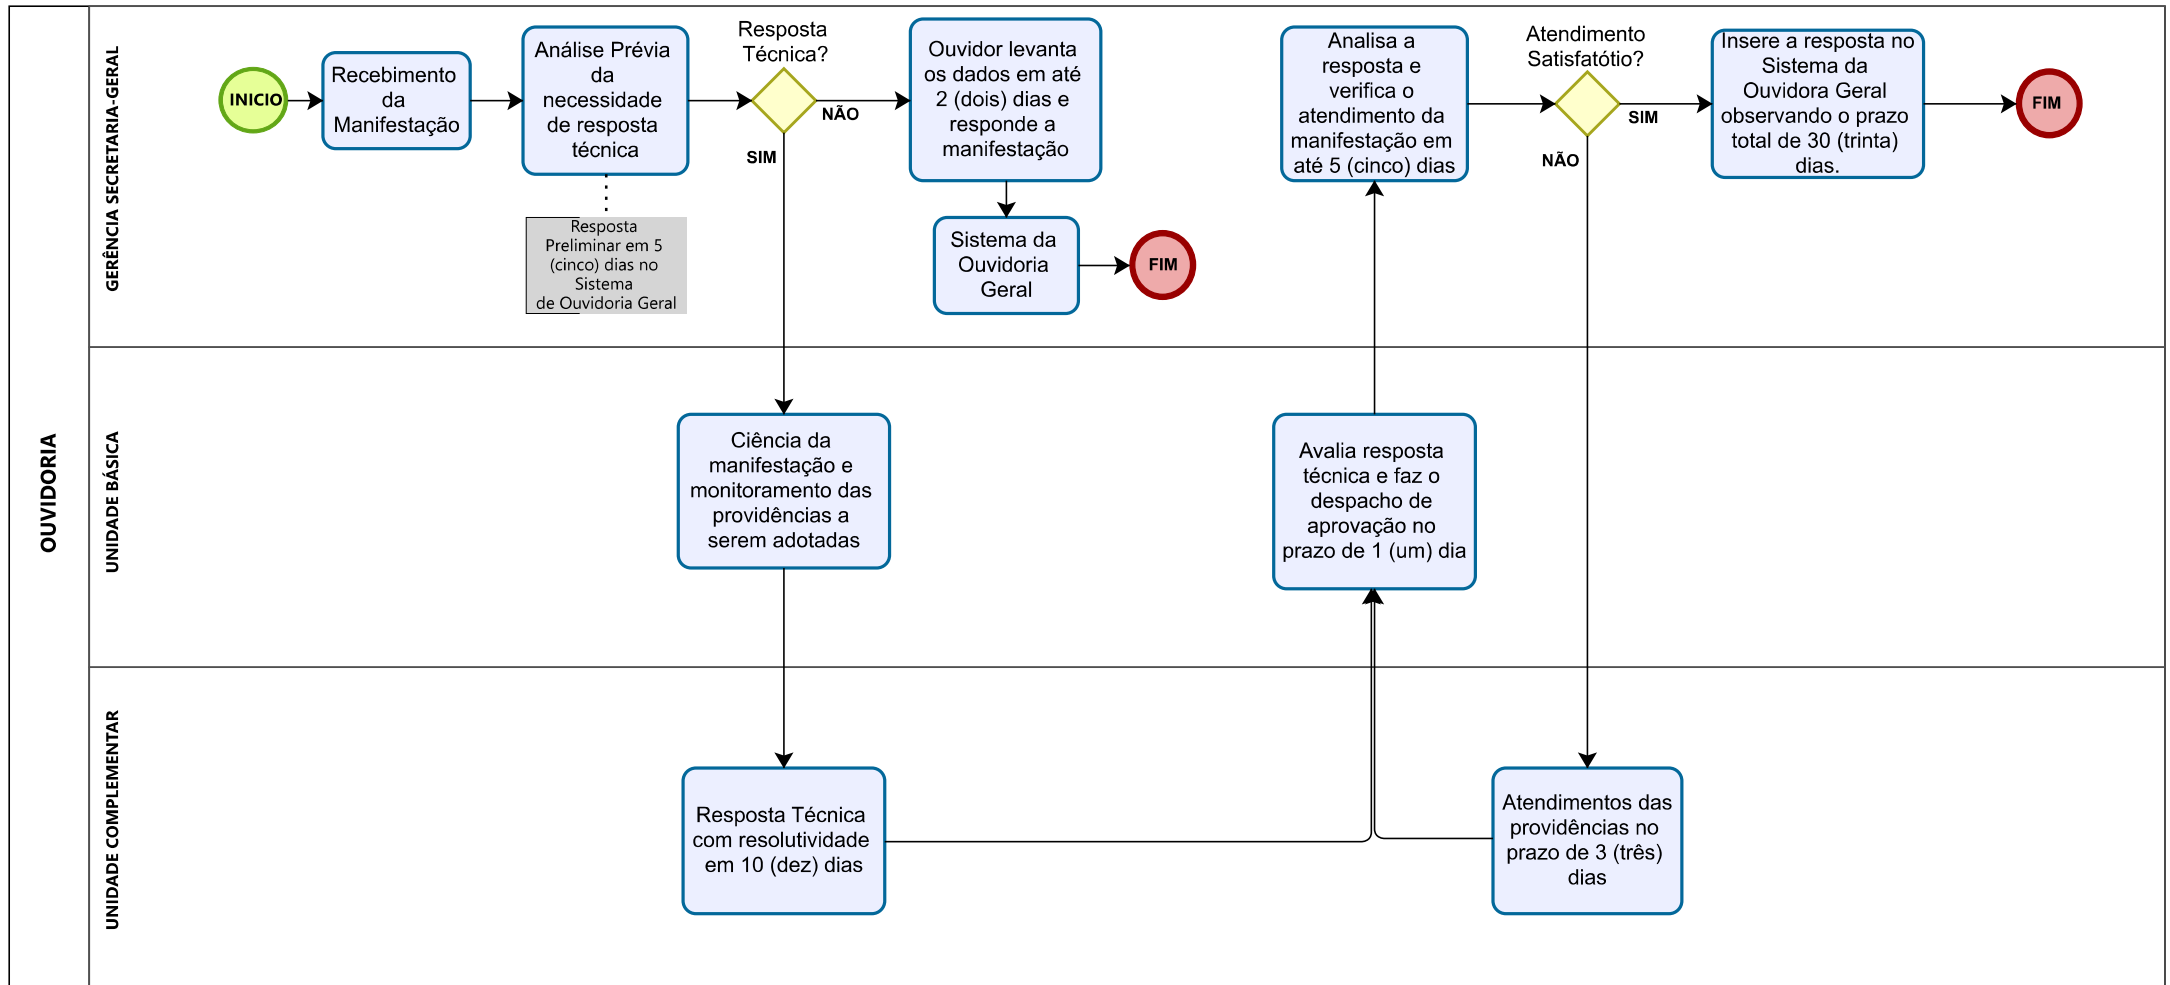 OUVIDORIA
GERÊNCIA SECRETARIA-GERAL
INICIO
Recebimento
da
Manifestação
Análise Prévia
da
necessidade
de resposta
técnica
Resposta
Preliminar em 5
(cinco) dias no
Sistema
de Ouvidoria Geral
Resposta
Técnica?
NÃO
SIM
Ouvidor levanta
os dados em até
2 (dois) dias e
responde a
manifestação
Sistema da
Ouvidoria
Geral
FIM
Analisa a
resposta e
verifica o
atendimento da
manifestação em
até 5 (cinco) dias
Atendimento
Satisfatótio?
SIM
NÃO
Insere a resposta no
Sistema da
Ouvidora Geral
observando o prazo
total de 30 (trinta)
dias.
FIM
UNIDADE BÁSICA
Ciência da
manifestação e
monitoramento das
providências a
serem adotadas
Avalia resposta
técnica e faz o
despacho de
aprovação no
prazo de 1 (um) dia
UNIDADE COMPLEMENTAR
Resposta Técnica
com resolutividade
em 10 (dez) dias
Atendimentos das
providências no
prazo de 3 (três)
dias